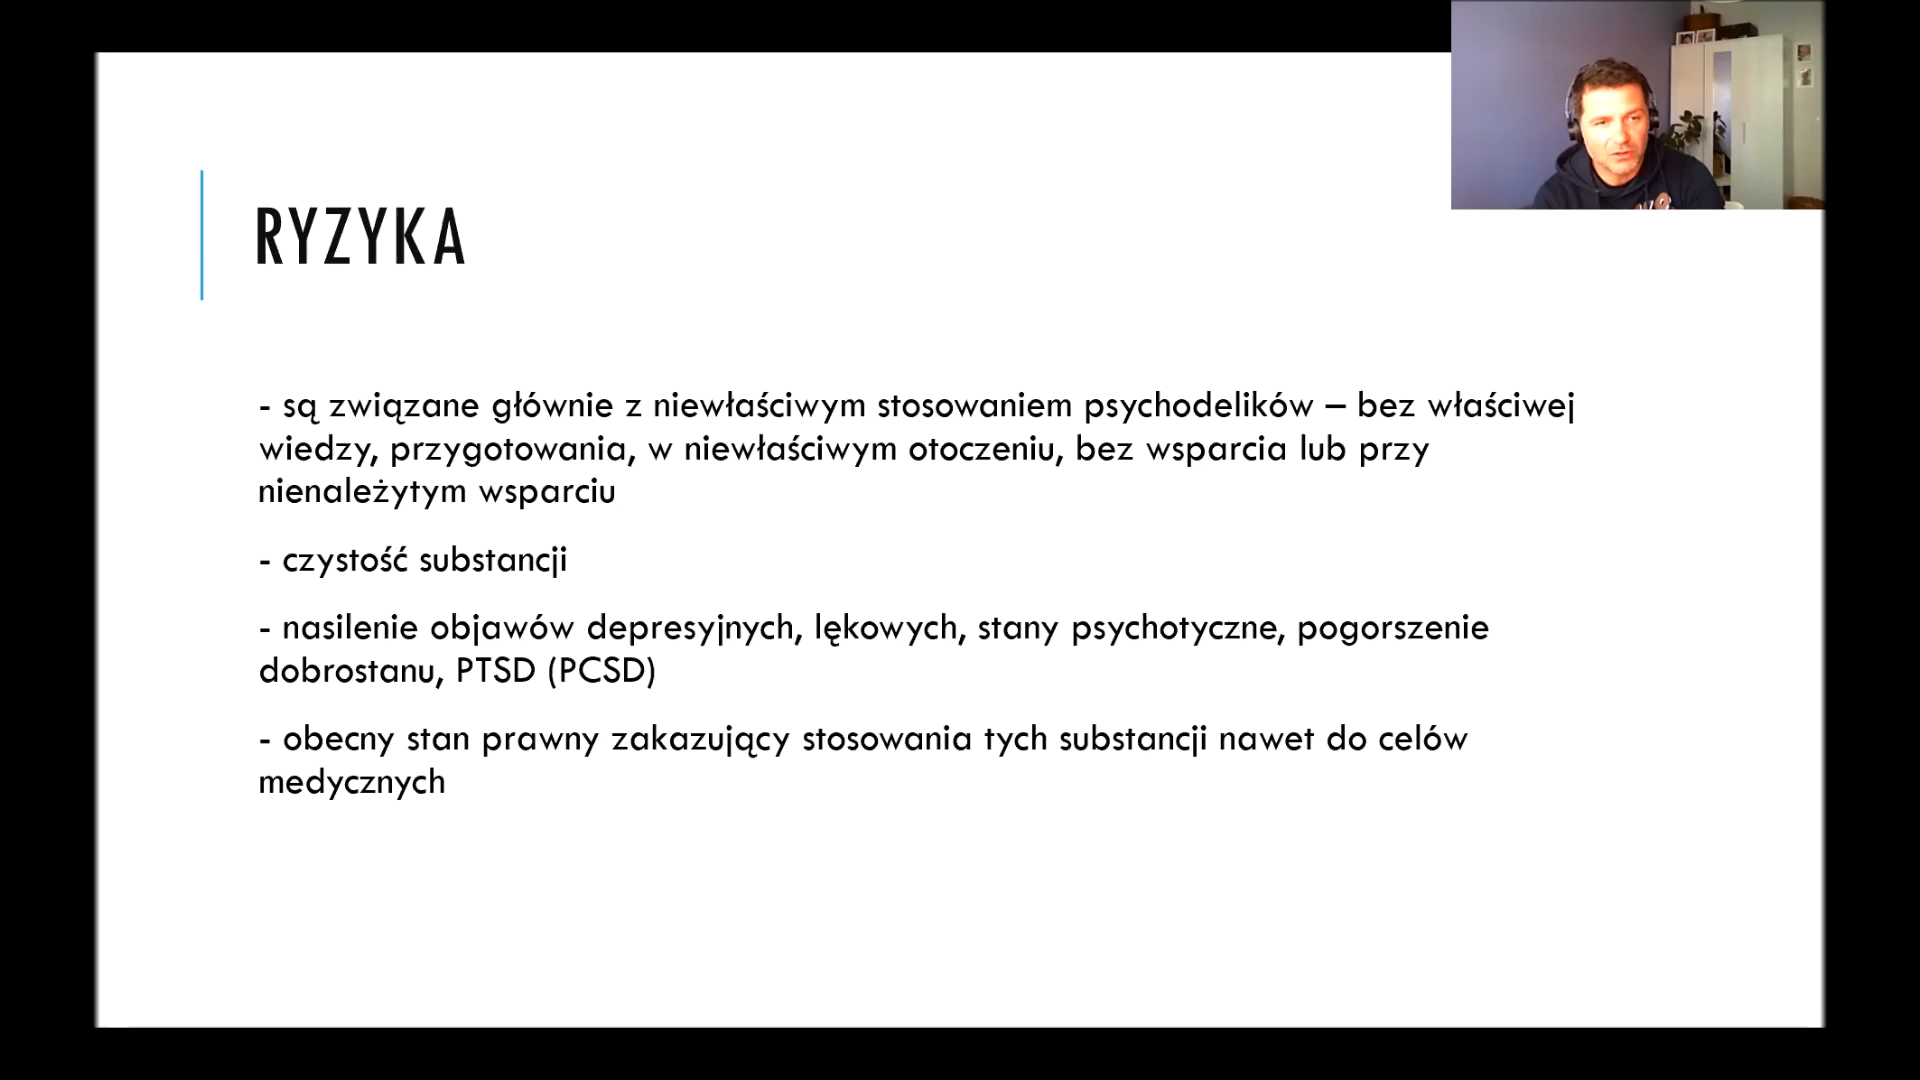 RYZYKA
- są związane głównie z niewłaściwym stosowaniem psychodelików – bez właściwej
wiedzy, przygotowania, w niewłaściwym otoczeniu, bez wsparcia lub przy
nienależytym wsparciu
- czystość substancji
- nasilenie objawów depresyjnych, lękowych, stany psychotyczne, pogorszenie
dobrostanu, PTSD (PCSD)
- obecny stan prawny zakazujący stosowania tych substancji nawet do celów
medycznych